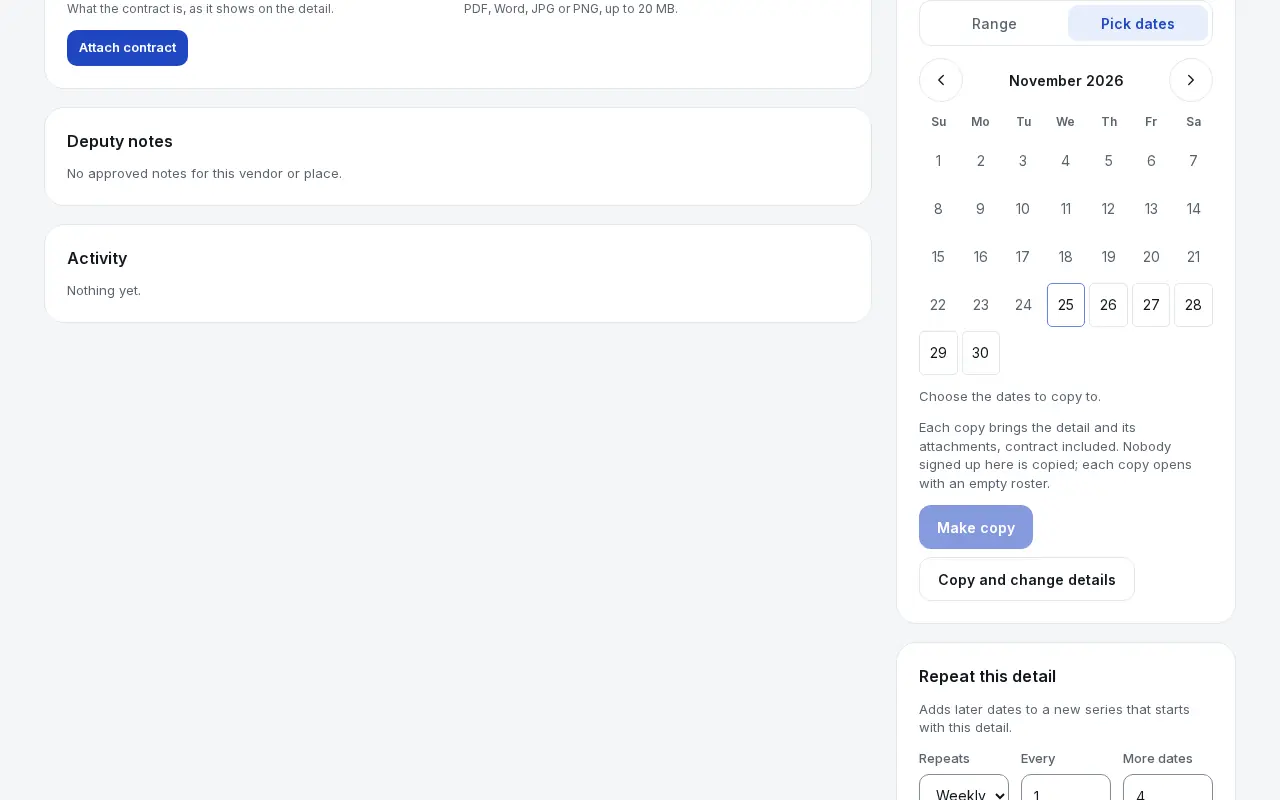 What the contract is, as it shows on the detail.
PDF, Word, JPG or PNG, up to 20 MB.
Attach contract
Deputy notes
No approved notes for this vendor or place.
Activity
Nothing yet.
Range
Pick dates
November 2026
Su Mo Tu We Th Fr Sa
1 2 3 4 5 6 7
8 9 10 11 12 13 14
15 16 17 18 19 20 21
22 23 24 25 26 27 28
29 30
Choose the dates to copy to.
Each copy brings the detail and its
attachments, contract included. Nobody
signed up here is copied; each copy opens
with an empty roster.
Make copy
Copy and change details
Repeat this detail
Adds later dates to a new series that starts
with this detail.
Repeats Every More dates
Weekly 1 4